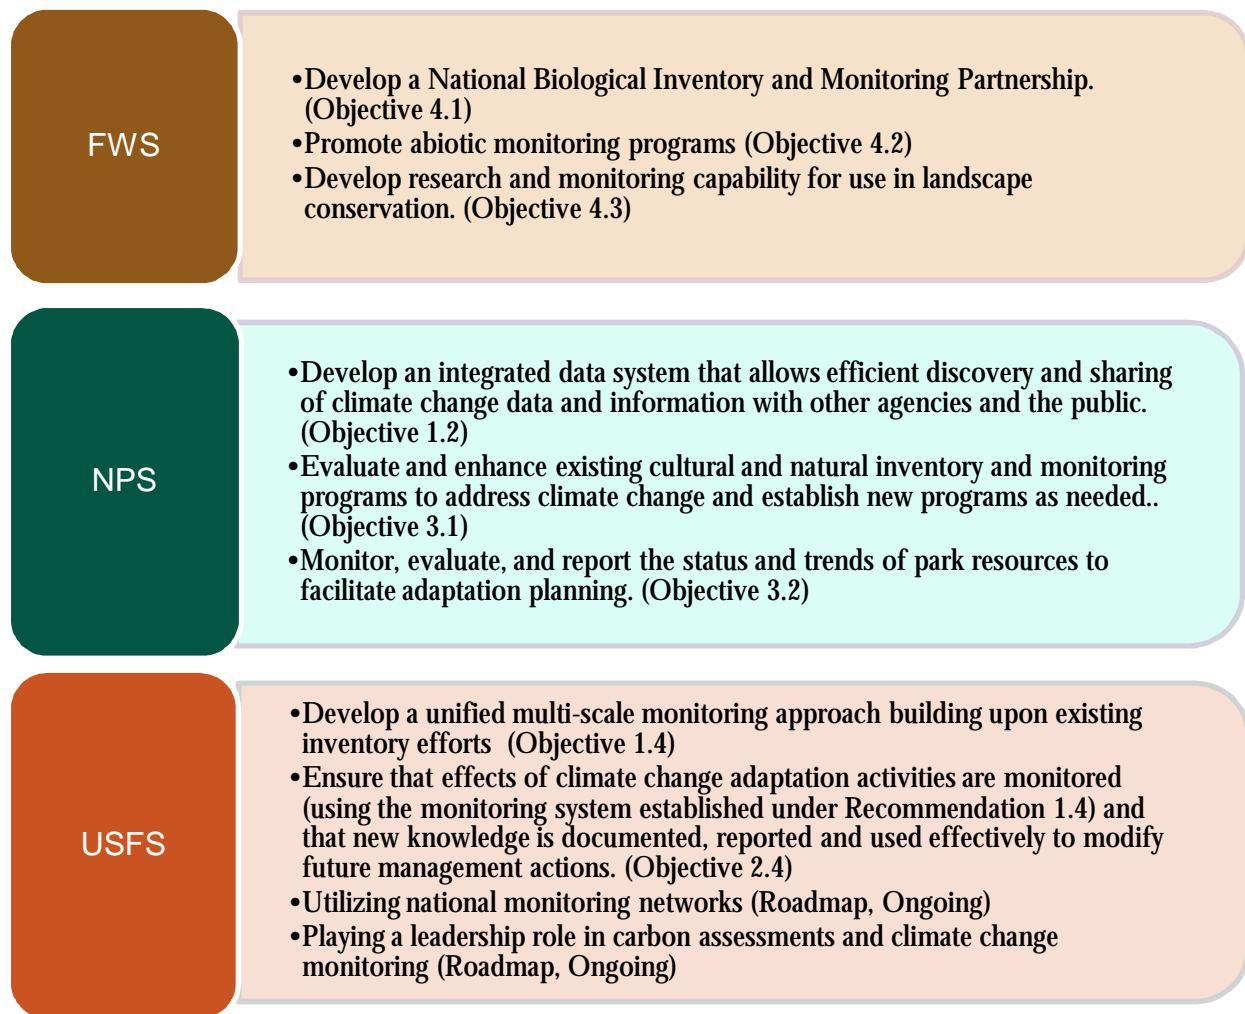 FWS
•Develop a National Biological Inventory and Monitoring Partnership.
(Objective 4.1)
•Promote abiotic monitoring programs (Objective 4.2)
•Develop research and monitoring capability for use in landscape
conservation. (Objective 4.3)
NPS
•Develop an integrated data system that allows efficient discovery and sharing
of climate change data and information with other agencies and the public.
(Objective 1.2)
•Evaluate and enhance existing cultural and natural inventory and monitoring
programs to address climate change and establish new programs as needed..
(Objective 3.1)
•Monitor, evaluate, and report the status and trends of park resources to
facilitate adaptation planning. (Objective 3.2)
USFS
•Develop a unified multi-scale monitoring approach building upon existing
inventory efforts  (Objective 1.4)
•Ensure that effects of climate change adaptation activities are monitored
(using the monitoring system established under Recommendation 1.4) and
that new knowledge is documented, reported and used effectively to modify
future management actions. (Objective 2.4)
•Utilizing national monitoring networks (Roadmap, Ongoing)
•Playing a leadership role in carbon assessments and climate change
monitoring (Roadmap, Ongoing)